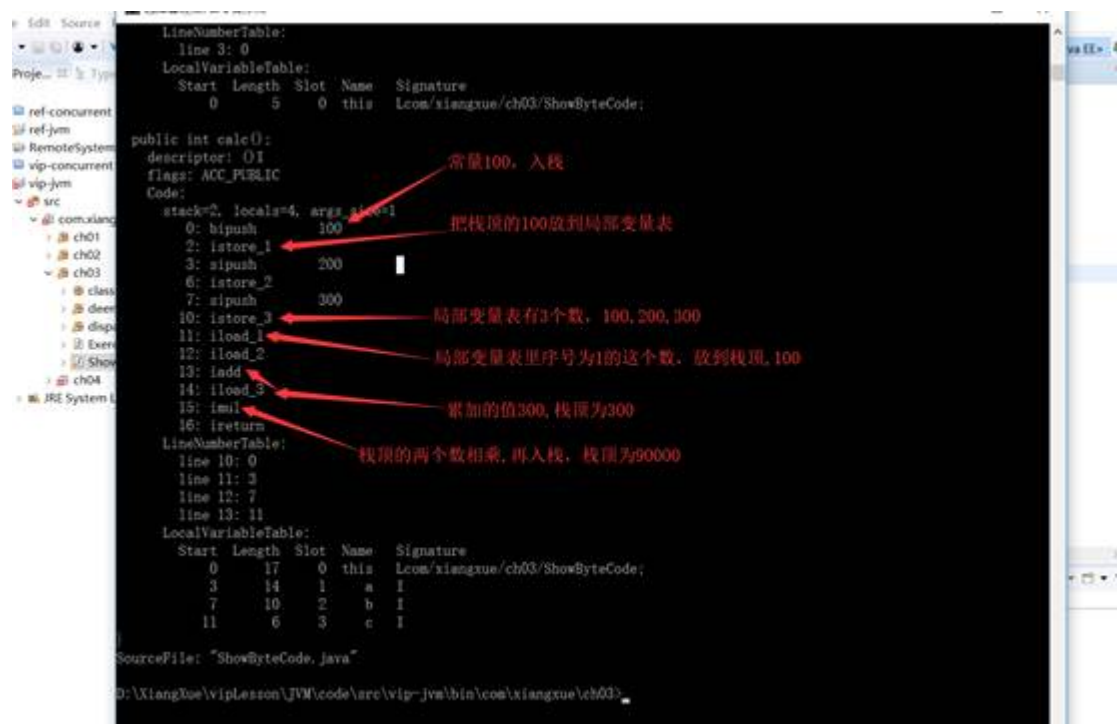 Edit Source
va EE
Proje... Type
ref-concurrent
ref-jvm
RemoteSystem
vip-concurrent
vip-jvm
src
com.xiang
ch01
ch02
ch03
class
deen
dispa
Exer
Show
ch04
JRE System L
LineNumberTable:
line 3: 0
LocalVariableTable:
Start Length Slot Name Signature
0 5 0 this Lcom/xiangxue/ch03/ShowByteCode;
public int calc();
descriptor: ()I
flags: ACC_PUBLIC
Code:
stack=2, locals=4, args_size=1
0: bipush 100
2: istore_1
3: sipush 200
6: istore_2
7: sipush 300
10: istore_3
11: iload_1
12: iload_2
13: iadd
14: iload_3
15: imul
16: ireturn
常量100，入栈
把栈顶的100放到局部变量表
局部变量表有3个数，100,200,300
局部变量表里序号为1的这个数，放到栈顶,100
累加的值300,栈顶为300
栈顶的两个数相乘,再入栈，栈顶为90000
LineNumberTable:
line 10: 0
line 11: 3
line 12: 7
line 13: 11
LocalVariableTable:
Start Length Slot Name Signature
0 17 0 this Lcom/xiangxue/ch03/ShowByteCode;
3 14 1 a I
7 10 2 b I
11 6 3 c I
}
SourceFile: "ShowByteCode.java"
D:\XiangXue\vipLesson\JVM\code\src\vip-jvm\bin\com\xiangxue\ch03>